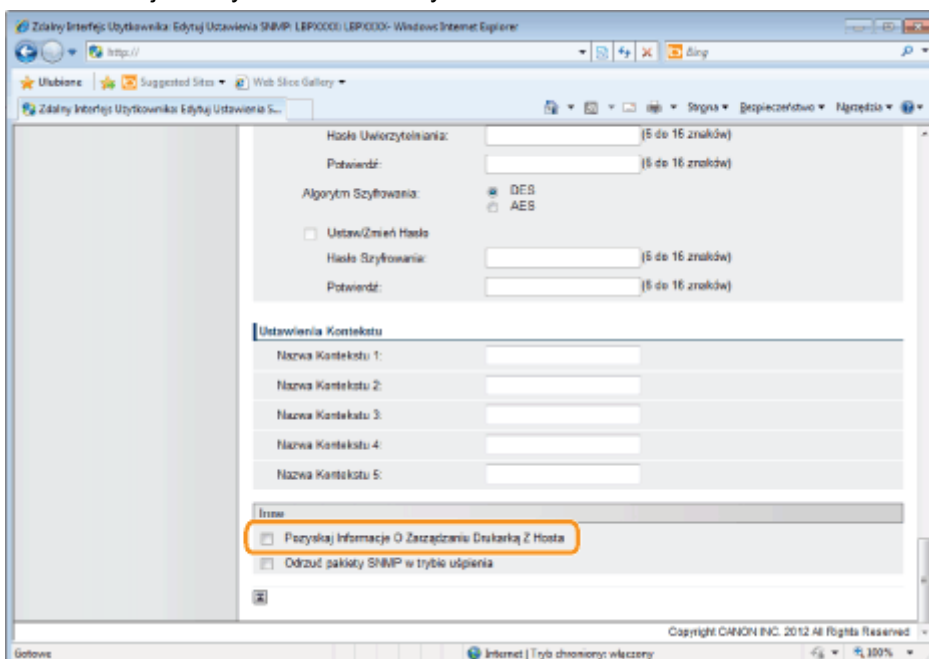 Zdalny Interfejs Użytkownika: Edytuj Ustawienia SNMP: LBPXXXX: LBPXXXX- Windows Internet Explorer
http://
Bing
Ulubione Suggested Sites Web Slice Gallery
Zdalny Interfejs Użytkownika: Edytuj Ustawienia S... Strona Bezpieczeństwo Narzędzia
Hasło Uwierzytelniania: (6 do 16 znaków)
Potwierdź: (6 do 16 znaków)
Algorytm Szyfrowania: DES
AES
Ustaw/Zmień Hasło
Hasło Szyfrowania: (6 do 16 znaków)
Potwierdź: (6 do 16 znaków)
Ustawienia Kontekstu
Nazwa Kontekstu 1:
Nazwa Kontekstu 2:
Nazwa Kontekstu 3:
Nazwa Kontekstu 4:
Nazwa Kontekstu 5:
Inne
Pozyskaj Informacje O Zarządzaniu Drukarką Z Hosta
Odrzuć pakiety SNMP w trybie uśpienia
Copyright CANON INC. 2012 All Rights Reserved
Gotowe Internet | Tryb chroniony: włączony 100%